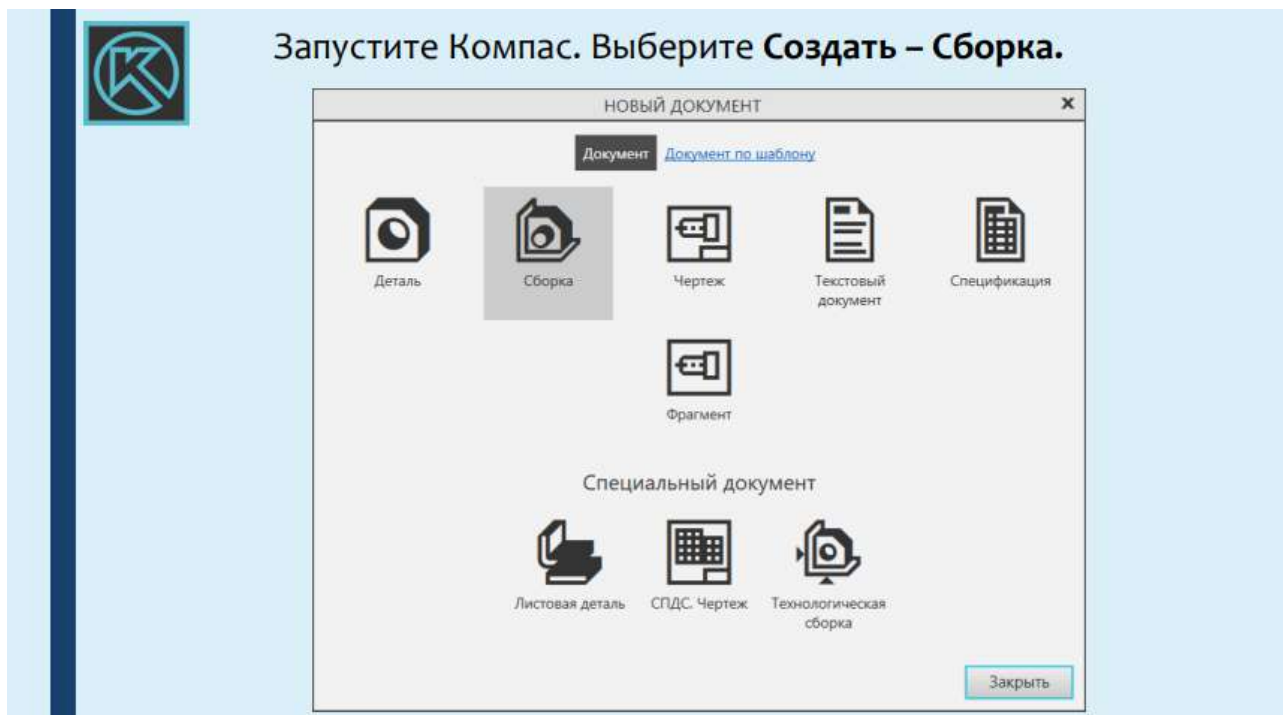 Запустите Компас. Выберите Создать – Сборка.
НОВЫЙ ДОКУМЕНТ
Документ Документ по шаблону
Деталь Сборка Чертеж Текстовый документ Спецификация
Фрагмент
Специальный документ
Листовая деталь СПДС. Чертеж Технологическая сборка
Закрыть